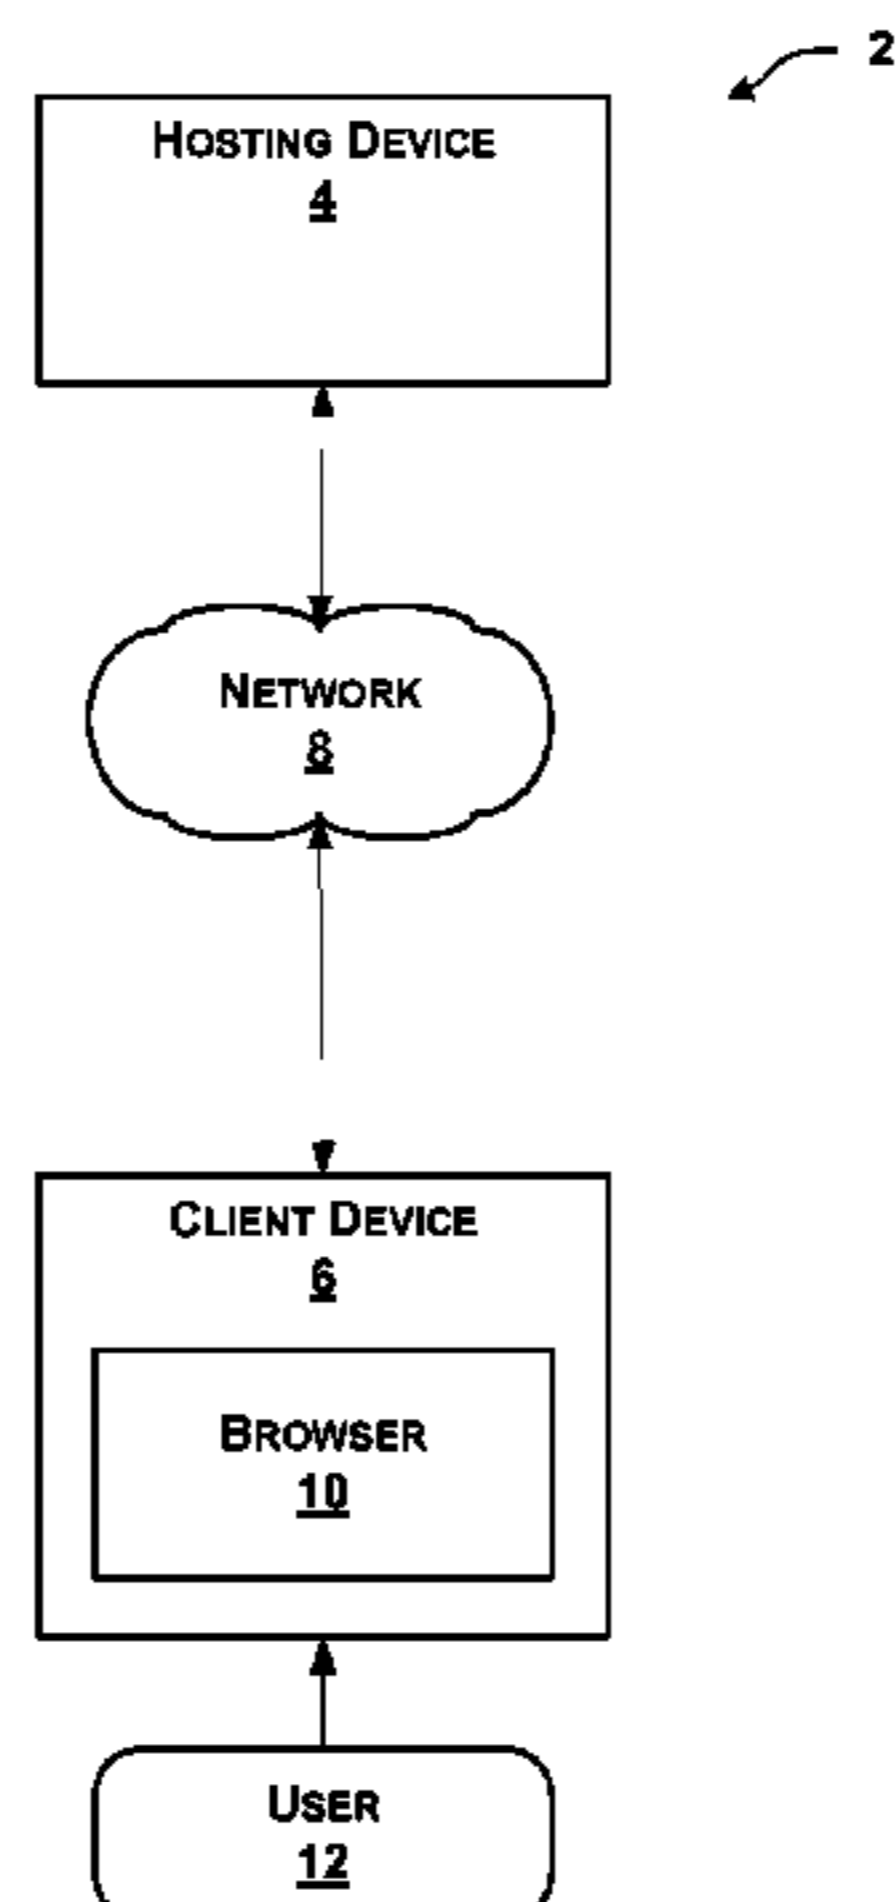 2
HOSTING DEVICE
4
NETWORK
8
CLIENT DEVICE
6
BROWSER
10
USER
12